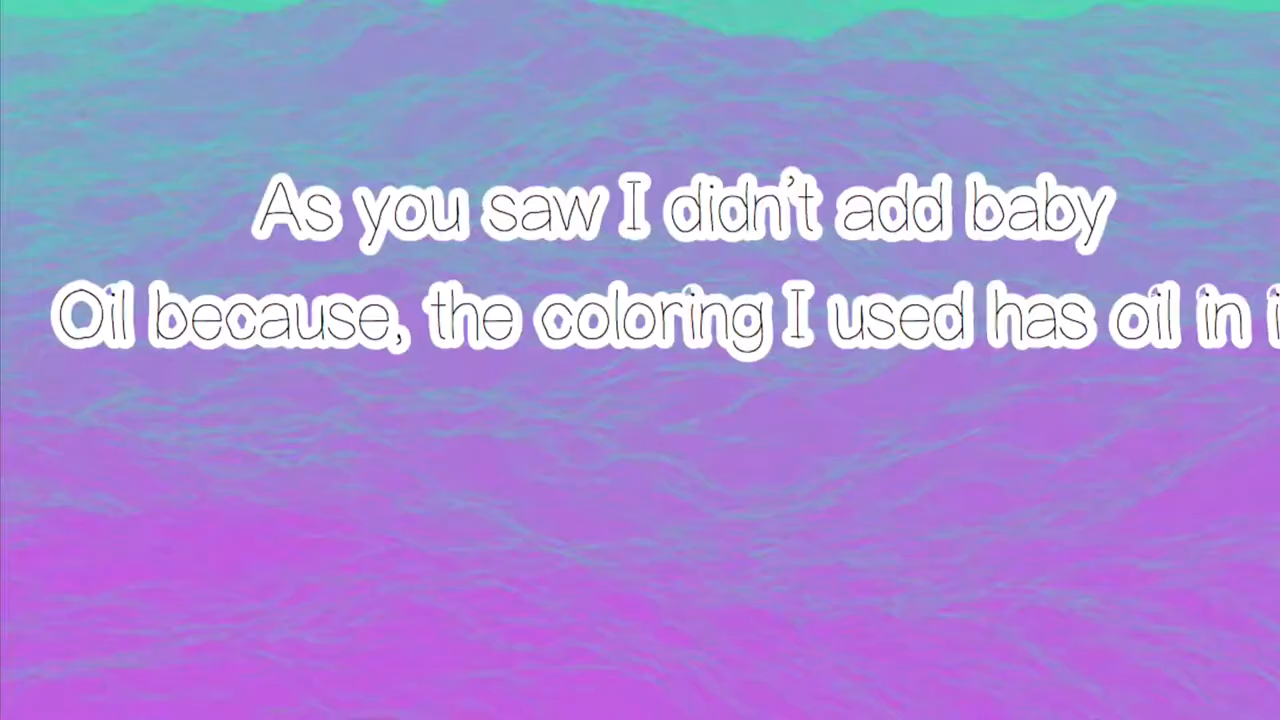 As you saw I didn't add baby
Oil because, the coloring I used has oil in